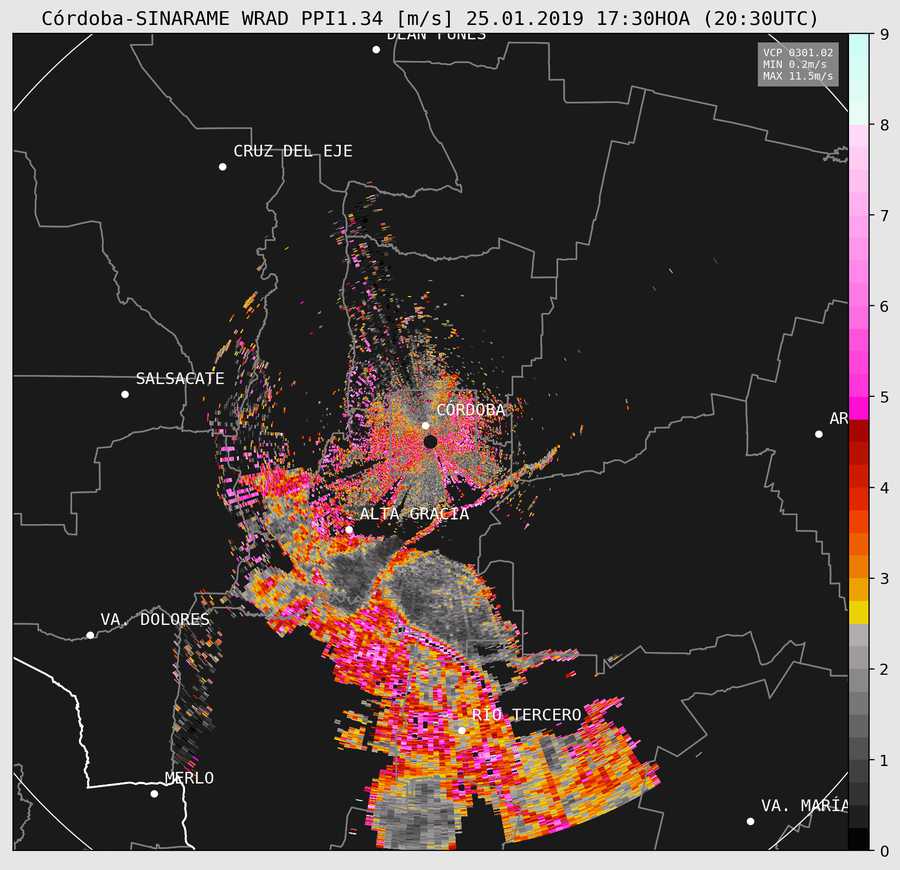 Córdoba-SINARAME WRAD PPI1.34 [m/s] 25.01.2019 17:30HOA (20:30UTC)
DEAN FUNES
VCP 0301.02
MIN 0.2m/s
MAX 11.5m/s
CRUZ DEL EJE
SALSACATE
CÓRDOBA
AR
ALTA GRACIA
VA. DOLORES
RÍO TERCERO
MERLO
VA. MARÍA
9
8
7
6
5
4
3
2
1
0